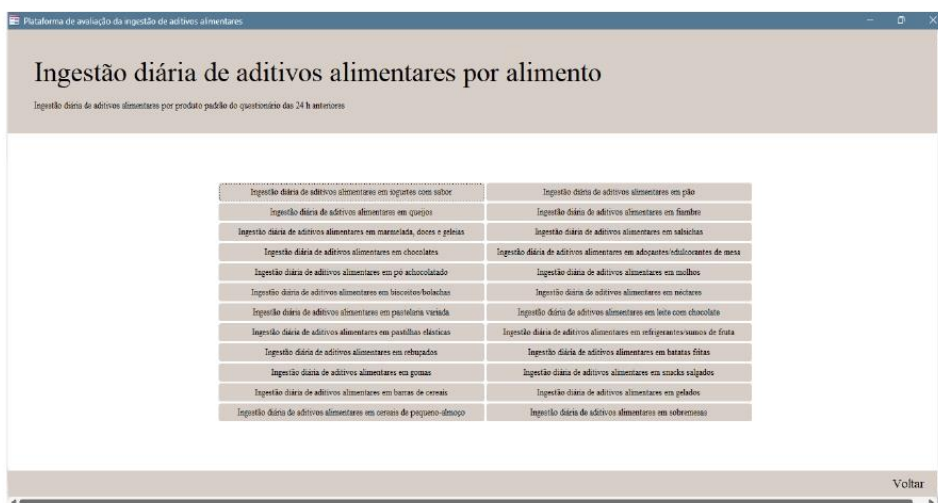 Plataforma de avaliação da ingestão de aditivos alimentares
Ingestão diária de aditivos alimentares por alimento
Ingestão diária de aditivos alimentares por produto padrão do questionário das 24 h anteriores
Ingestão diária de aditivos alimentares em iogurtes com sabor
Ingestão diária de aditivos alimentares em pão
Ingestão diária de aditivos alimentares em queijos
Ingestão diária de aditivos alimentares em fiambre
Ingestão diária de aditivos alimentares em marmelada, doces e geleias
Ingestão diária de aditivos alimentares em salsichas
Ingestão diária de aditivos alimentares em chocolates
Ingestão diária de aditivos alimentares em adoçantes/edulcorantes de mesa
Ingestão diária de aditivos alimentares em pó achocolatado
Ingestão diária de aditivos alimentares em molhos
Ingestão diária de aditivos alimentares em biscoitos/bolachas
Ingestão diária de aditivos alimentares em néctares
Ingestão diária de aditivos alimentares em pastelaria variada
Ingestão diária de aditivos alimentares em leite com chocolate
Ingestão diária de aditivos alimentares em pastilhas elásticas
Ingestão diária de aditivos alimentares em refrigerantes/sumos de fruta
Ingestão diária de aditivos alimentares em rebuçados
Ingestão diária de aditivos alimentares em batatas fritas
Ingestão diária de aditivos alimentares em gomas
Ingestão diária de aditivos alimentares em snacks salgados
Ingestão diária de aditivos alimentares em barras de cereais
Ingestão diária de aditivos alimentares em gelados
Ingestão diária de aditivos alimentares em cereais de pequeno-almoço
Ingestão diária de aditivos alimentares em sobremesas
Voltar